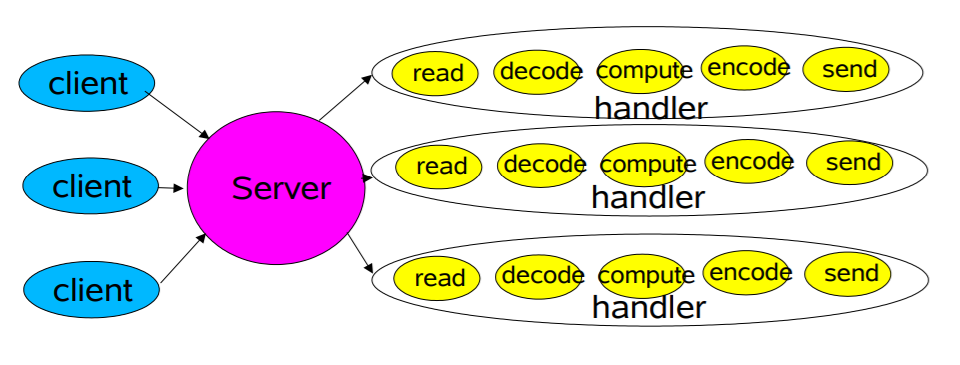 client
client
client
Server
read decode compute encode send
handler
read decode compute encode send
handler
read decode compute encode send
handler